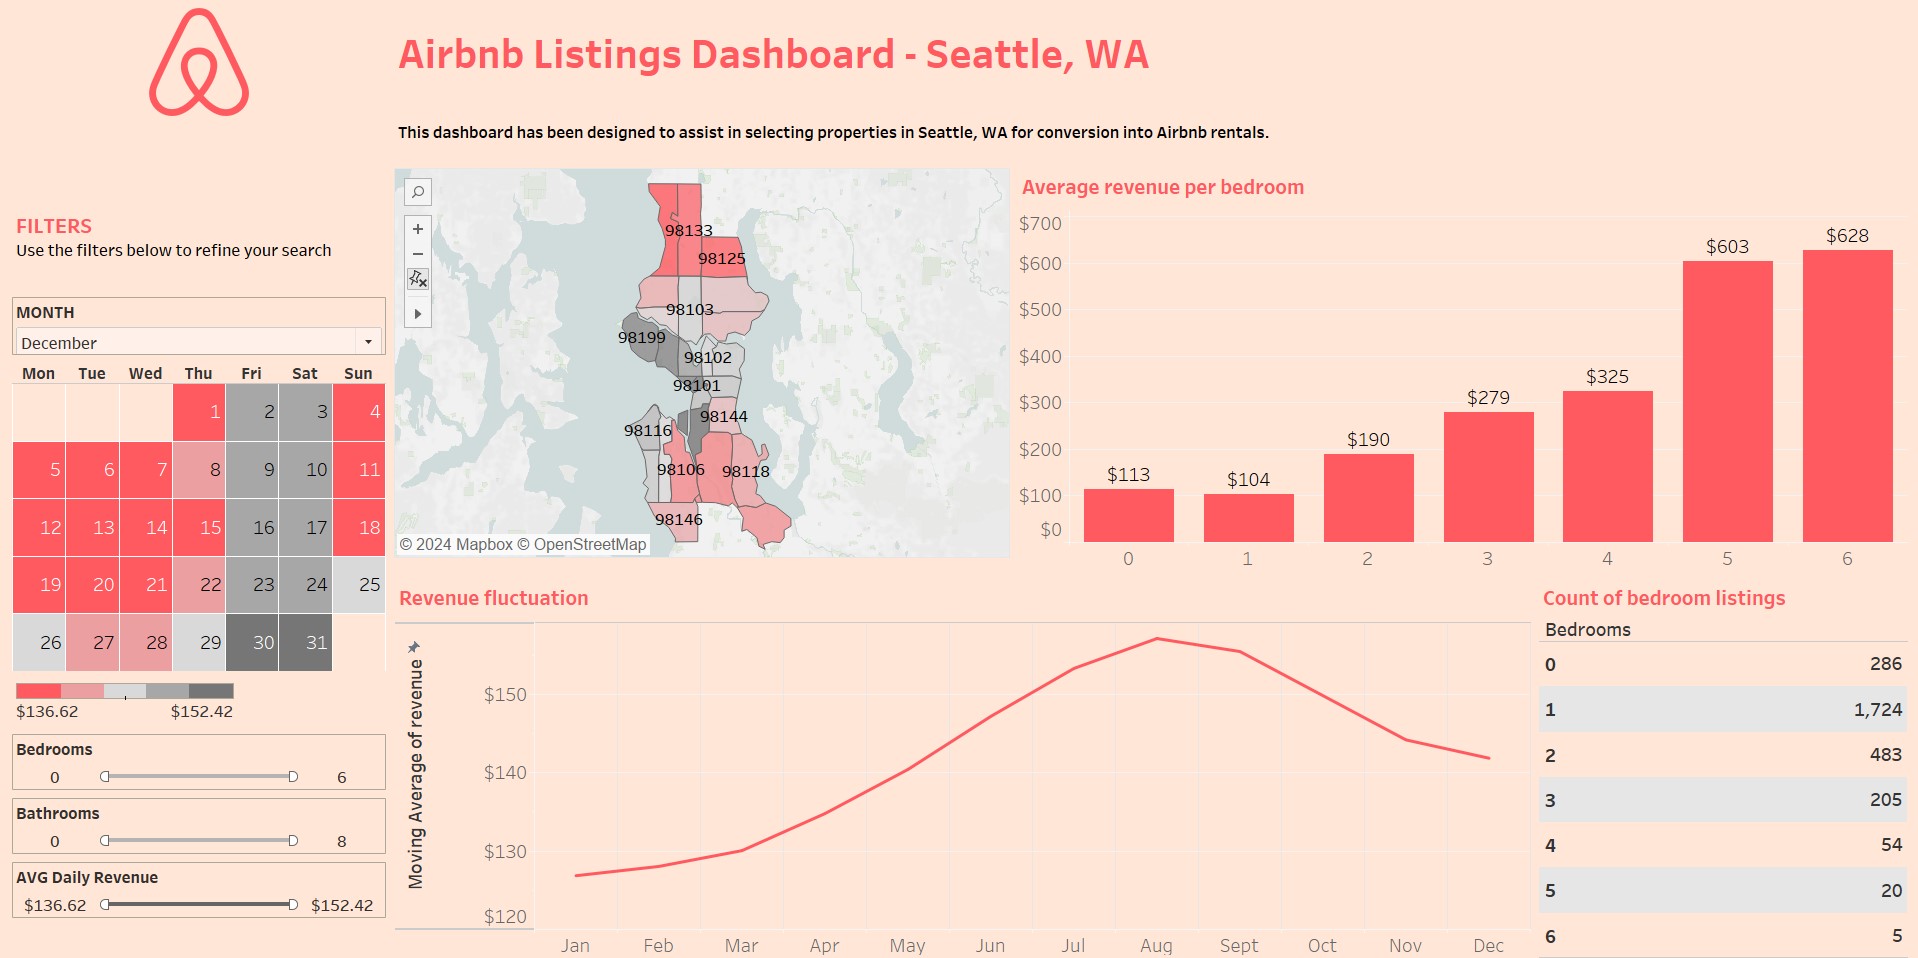 Airbnb Listings Dashboard - Seattle, WA
This dashboard has been designed to assist in selecting properties in Seattle, WA for conversion into Airbnb rentals.
FILTERS
Use the filters below to refine your search
MONTH
December
Mon Tue Wed Thu Fri Sat Sun
1 2 3 4
5 6 7 8 9 10 11
12 13 14 15 16 17 18
19 20 21 22 23 24 25
26 27 28 29 30 31
$136.62 $152.42
Bedrooms
0 6
Bathrooms
0 8
AVG Daily Revenue
$136.62 $152.42
98133
98125
98103
98199
98102
98101
98144
98116
98106
98118
98146
© 2024 Mapbox © OpenStreetMap
Average revenue per bedroom
$700
$600
$500
$400
$300
$200
$100
$0
$113
$104
$190
$279
$325
$603
$628
0 1 2 3 4 5 6
Revenue fluctuation
Moving Average of revenue
$150
$140
$130
$120
Jan Feb Mar Apr May Jun Jul Aug Sept Oct Nov Dec
Count of bedroom listings
Bedrooms
0 286
1 1,724
2 483
3 205
4 54
5 20
6 5